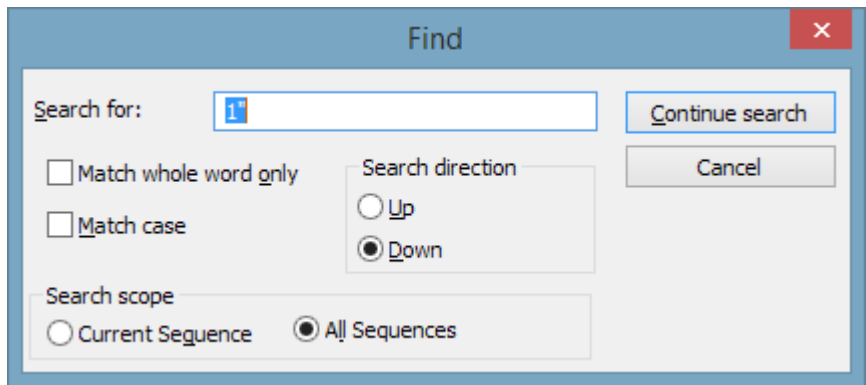 Find
Search for: 1" Continue search
Match whole word only Search direction Cancel
Up
Match case
Down
Search scope
Current Sequence All Sequences